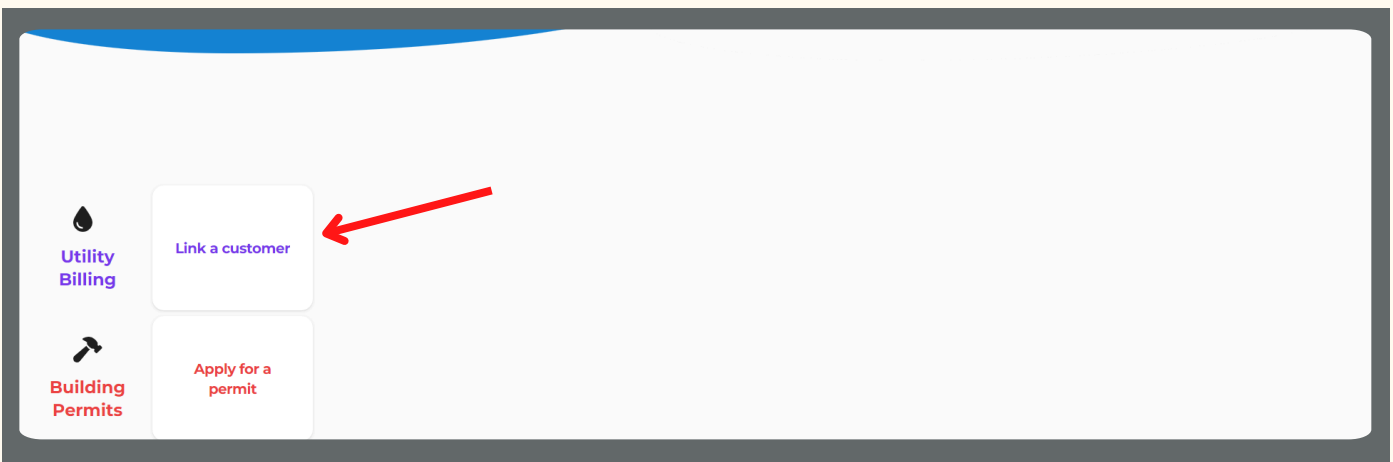 Utility
Billing
Link a customer
Building
Permits
Apply for a
permit